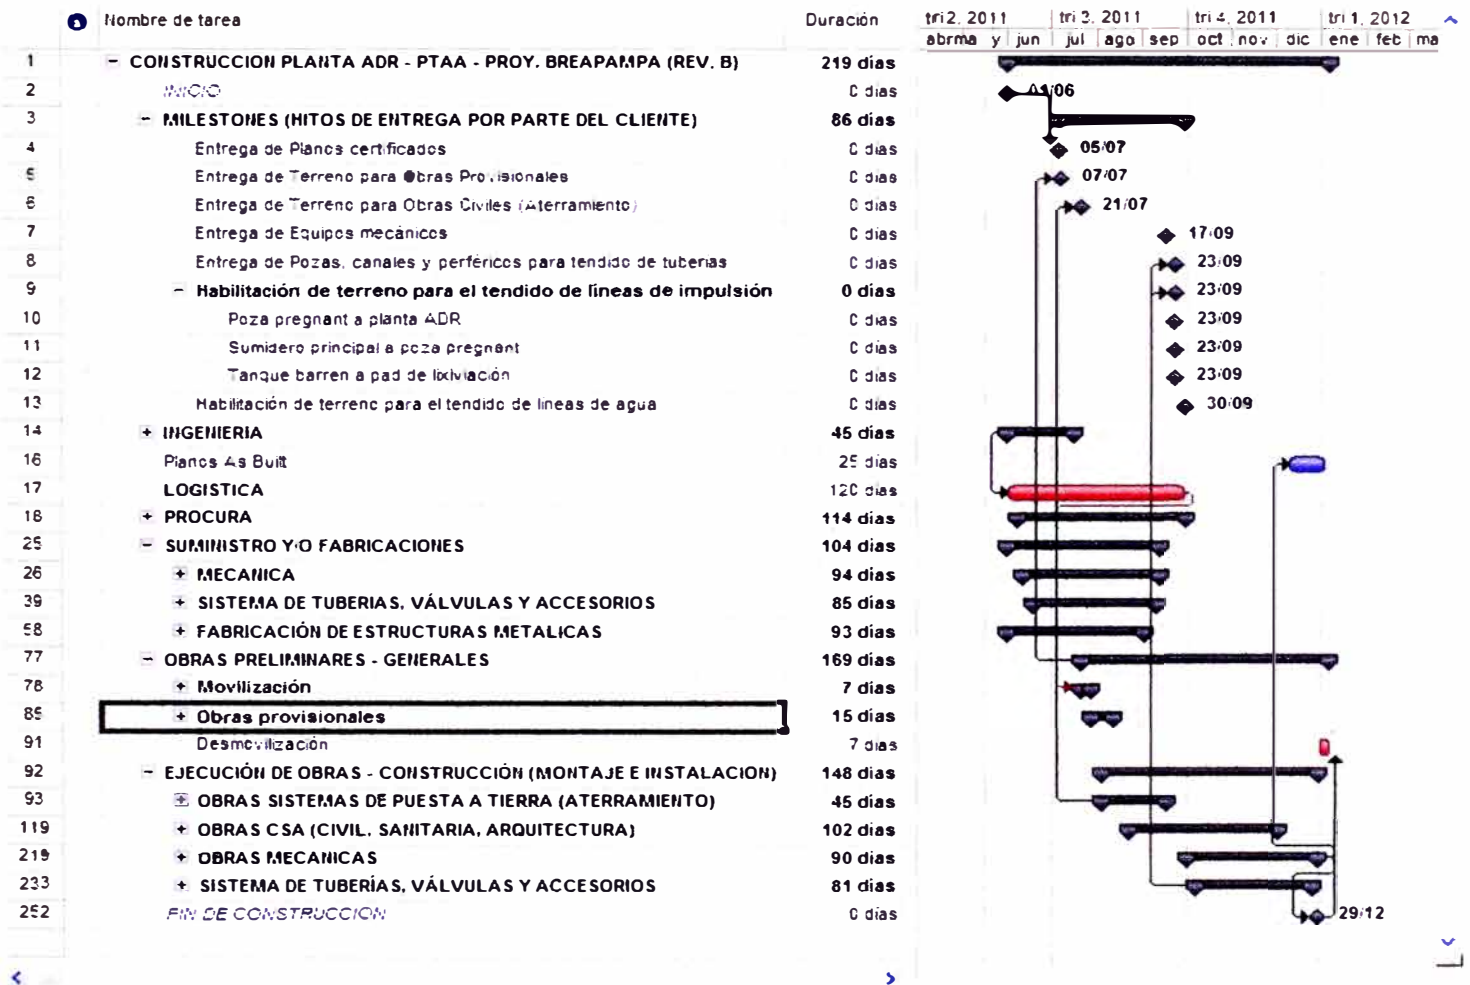 Nombre de tarea Duración tri 2, 2011 tri 3, 2011 tri 4, 2011 tri 1, 2012
abrma y jun jul ago sep oct nov dic ene feb ma
1 CONSTRUCCION PLANTA ADR - PTAA - PROY. BREAPAMPA (REV. B) 219 días
2 INICIO 0 días 01/06
3 MILESTONES (HITOS DE ENTREGA POR PARTE DEL CLIENTE) 86 días
4 Entrega de Planos certificados 0 días 05/07
5 Entrega de Terreno para Obras Provisionales 0 días 07/07
6 Entrega de Terreno para Obras Civiles (Aterramiento) 0 días 21/07
7 Entrega de Equipos mecánicos 0 días 17/09
8 Entrega de Pozas, canales y perféricos para tendido de tuberias 0 días 23/09
9 Habilitación de terreno para el tendido de líneas de impulsión 0 días 23/09
10 Poza pregnant a planta ADR 0 días 23/09
11 Sumidero principal a poza pregnant 0 días 23/09
12 Tanque barren a pad de lixiviación 0 días 23/09
13 Habilitación de terreno para el tendido de lineas de agua 0 días 30/09
14 INGENIERIA 45 días
16 Planos As Built 25 días
17 LOGISTICA 120 días
18 PROCURA 114 días
25 SUMINISTRO Y/O FABRICACIONES 104 días
26 MECANICA 94 días
39 SISTEMA DE TUBERIAS, VÁLVULAS Y ACCESORIOS 85 días
58 FABRICACIÓN DE ESTRUCTURAS METALICAS 93 días
77 OBRAS PRELIMINARES - GENERALES 169 días
78 Movilización 7 días
85 Obras provisionales 15 días
91 Desmovilización 7 días
92 EJECUCIÓN DE OBRAS - CONSTRUCCIÓN (MONTAJE E INSTALACION) 148 días
93 OBRAS SISTEMAS DE PUESTA A TIERRA (ATERRAMIENTO) 45 días
119 OBRAS CSA (CIVIL, SANITARIA, ARQUITECTURA) 102 días
219 OBRAS MECANICAS 90 días
233 SISTEMA DE TUBERÍAS, VÁLVULAS Y ACCESORIOS 81 días
252 FIN DE CONSTRUCCION 0 días 29/12